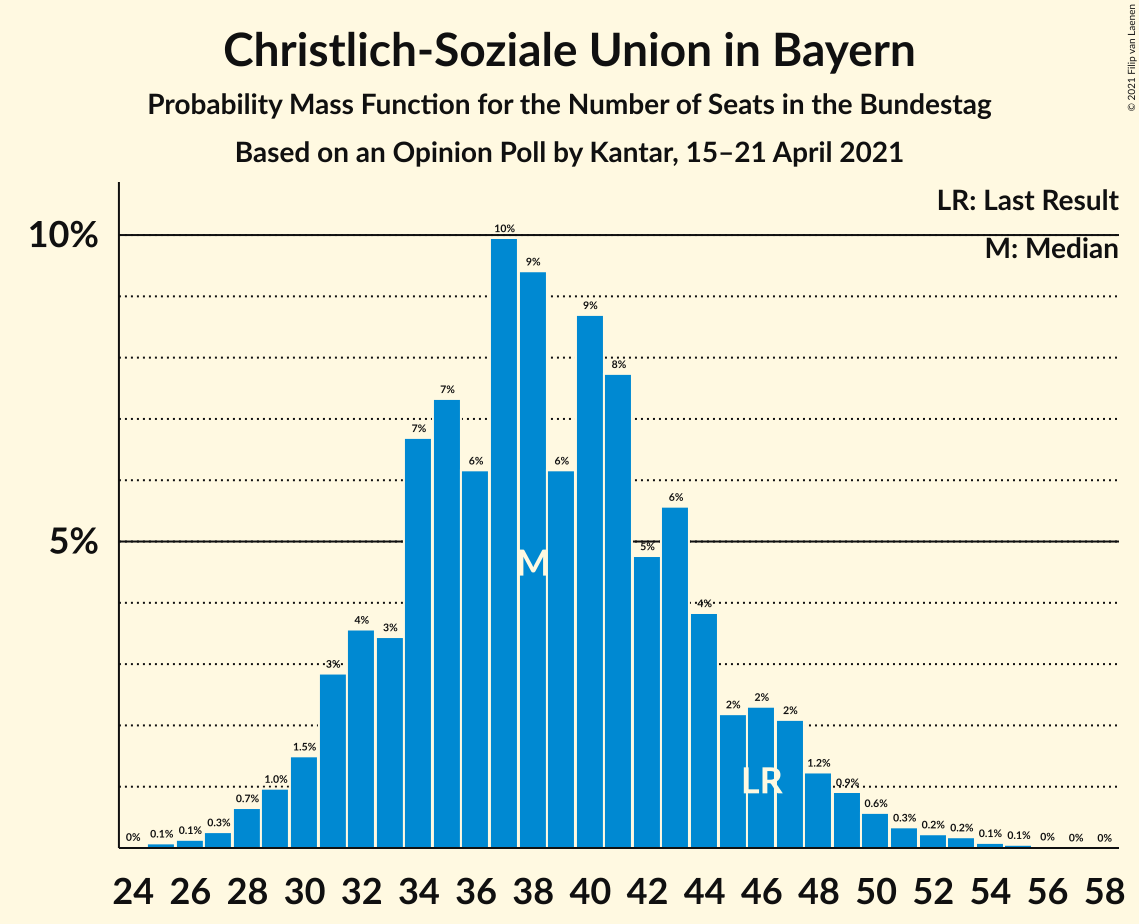 Christlich-Soziale Union in Bayern
Probability Mass Function for the Number of Seats in the Bundestag
Based on an Opinion Poll by Kantar, 15–21 April 2021
© 2021 Filip van Laenen
LR: Last Result
M: Median
10%
5%
0% 0.1% 0.1% 0.3% 0.7% 1.0% 1.5% 3% 4% 3% 7% 7% 6% 10% 9% 6% 9% 8% 5% 6% 4% 2% 2% 2% 1.2% 0.9% 0.6% 0.3% 0.2% 0.2% 0.1% 0.1% 0% 0% 0%
M
LR
24 26 28 30 32 34 36 38 40 42 44 46 48 50 52 54 56 58